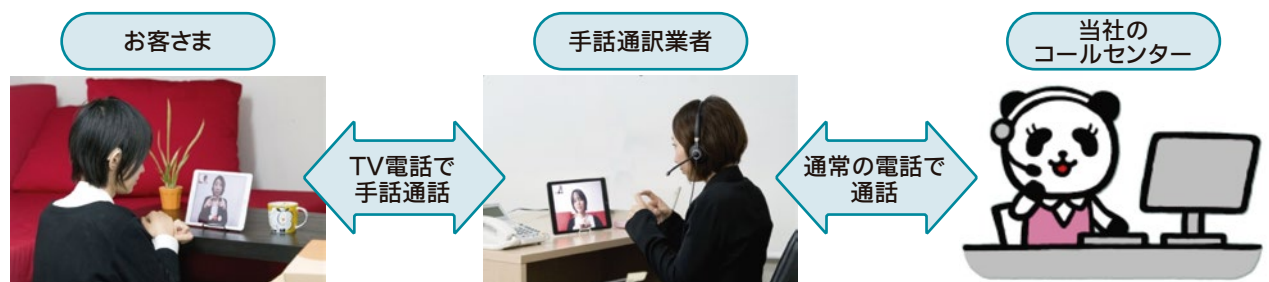 お客さま
手話通訳業者
当社の
コールセンター
TV電話で
手話通話
通常の電話で
通話